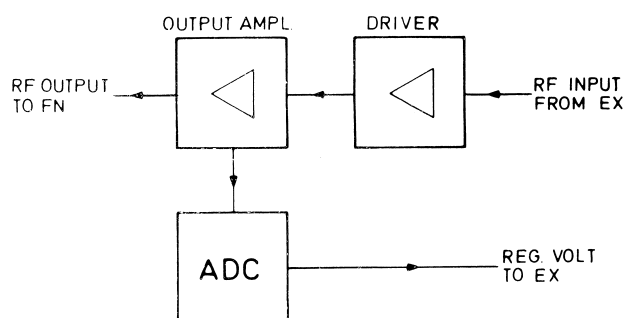 OUTPUT AMPL.
DRIVER
RF OUTPUT
TO FN
RF INPUT
FROM EX
ADC
REG. VOLT
TO EX